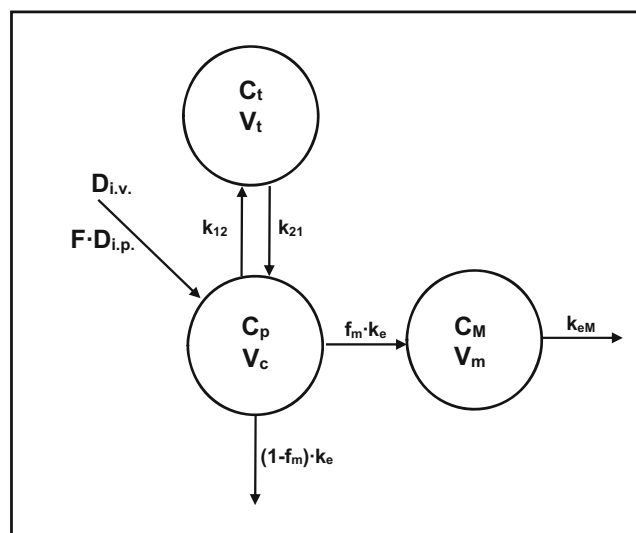 Ct
Vt
Di.v.
F·Di.p.
k12
k21
Cp
Vc
fm·ke
CM
Vm
keM
(1-fm)·ke